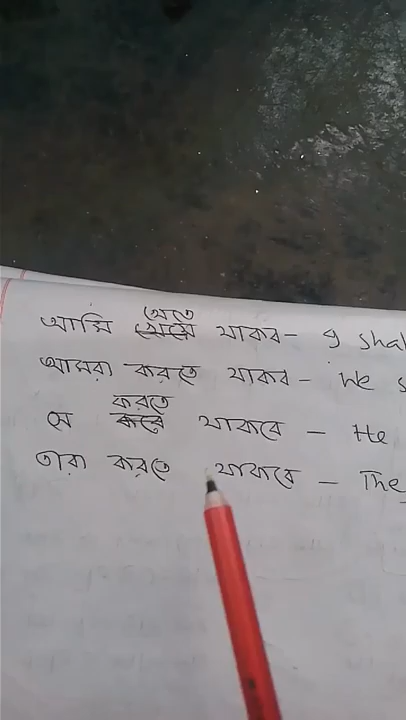 আমি খেতে থাকব - I shal
আমরা করতে থাকব - We s
সে করতে থাকবে - He
তারা করতে থাকবে - The